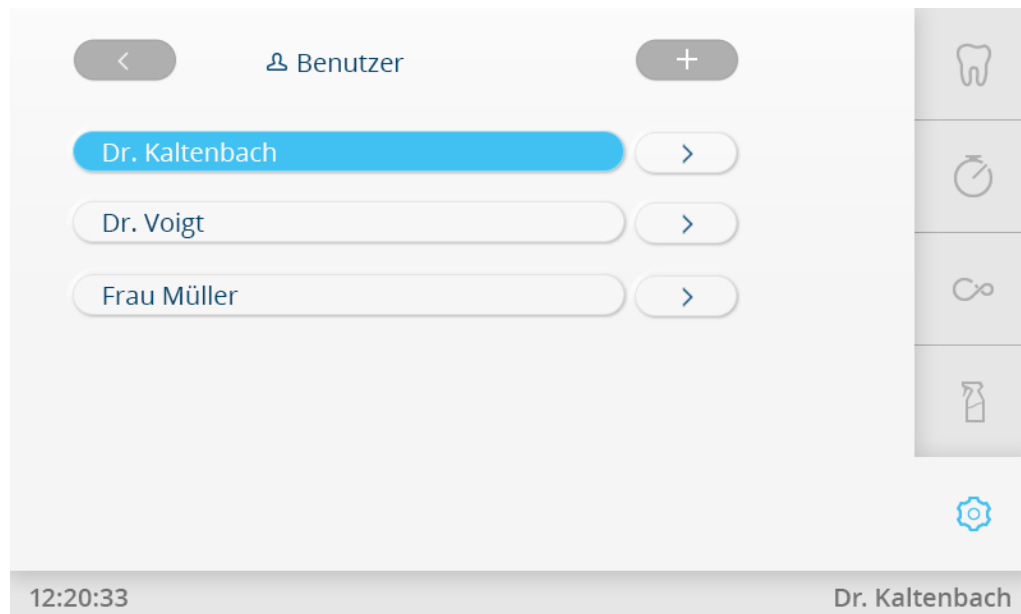 Benutzer
Dr. Kaltenbach
Dr. Voigt
Frau Müller
12:20:33
Dr. Kaltenbach